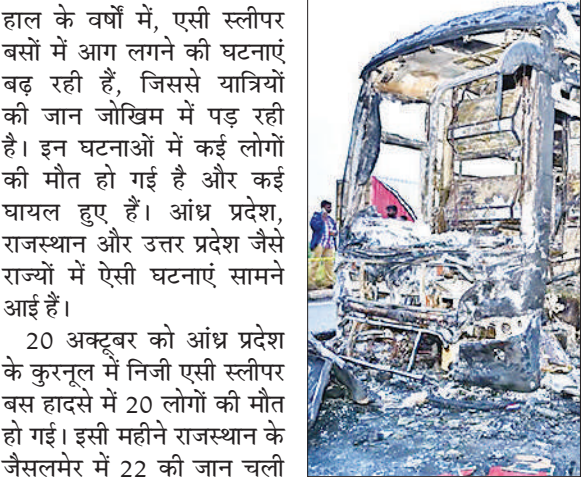 हाल के वर्षों में, एसी स्लीपर
बसों में आग लगने की घटनाएं
बढ़ रही हैं, जिससे यात्रियों
की जान जोखिम में पड़ रही
है। इन घटनाओं में कई लोगों
की मौत हो गई है और कई
घायल हुए हैं। आंध्र प्रदेश,
राजस्थान और उत्तर प्रदेश जैसे
राज्यों में ऐसी घटनाएं सामने
आई हैं।
20 अक्टूबर को आंध्र प्रदेश
के कुरनूल में निजी एसी स्लीपर
बस हादसे में 20 लोगों की मौत
हो गई। इसी महीने राजस्थान के
जैसलमेर में 22 की जान चली